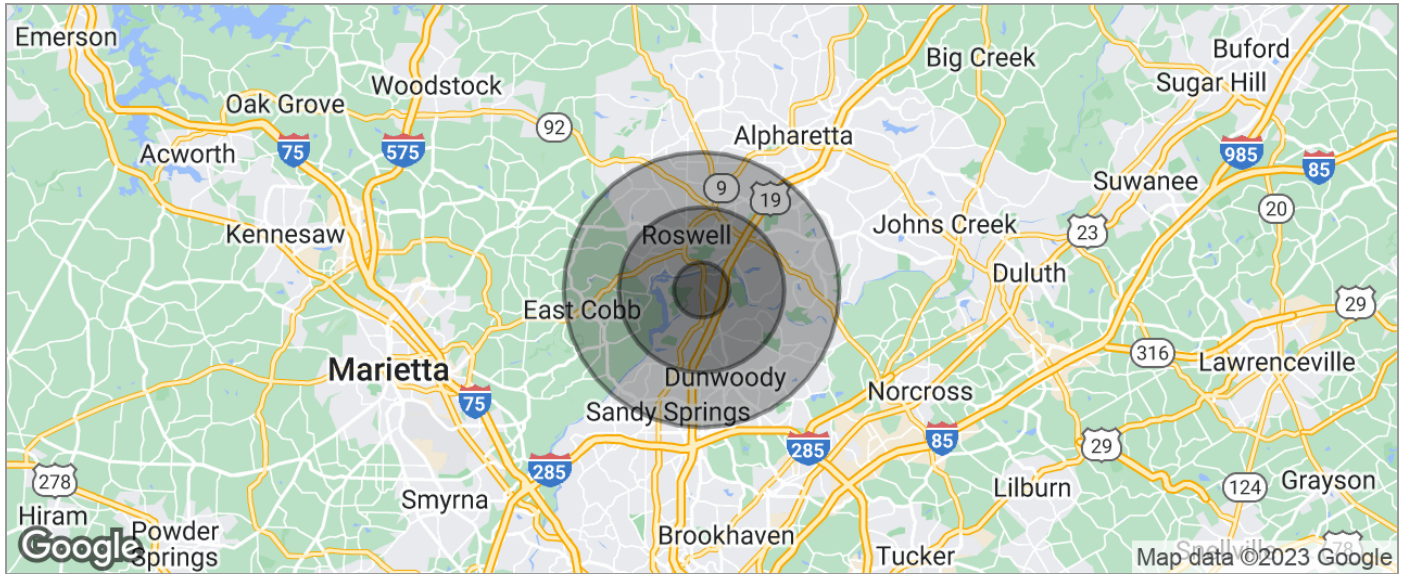 Emerson
Buford
Big Creek
Sugar Hill
Woodstock
Oak Grove
92
Alpharetta
75
575
985
85
Acworth
Suwanee
9
19
20
Kennesaw
Roswell
Johns Creek
23
Duluth
East Cobb
29
316
Lawrenceville
Marietta
Dunwoody
Norcross
75
Sandy Springs
285
285
85
29
278
Smyrna
Lilburn
124
Grayson
Hiram
Powder
Springs
Brookhaven
Tucker
Snellville
78
Google
Map data ©2023 Google